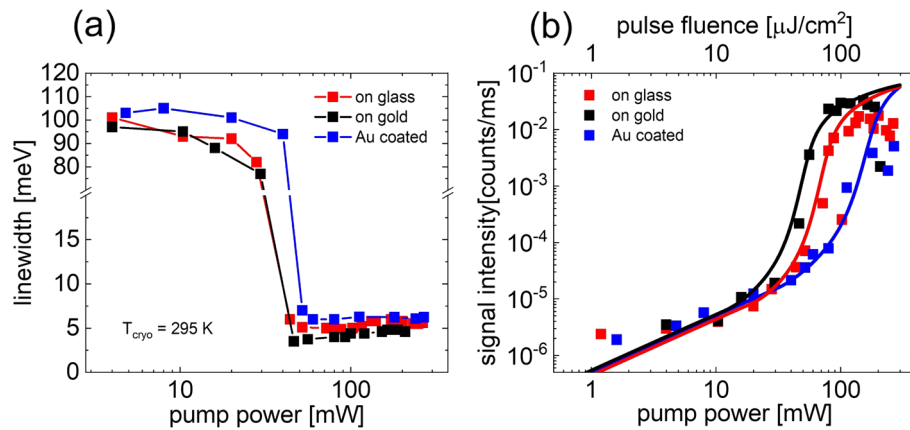 (a)
120
110
100
90
80
15
10
5
0
linewidth [meV]
on glass
on gold
Au coated
T_cryo = 295 K
10
100
pump power [mW]
(b)
pulse fluence [μJ/cm²]
1
10
100
10⁻¹
10⁻²
10⁻³
10⁻⁴
10⁻⁵
10⁻⁶
signal intensity[counts/ms]
on glass
on gold
Au coated
1
10
100
pump power [mW]